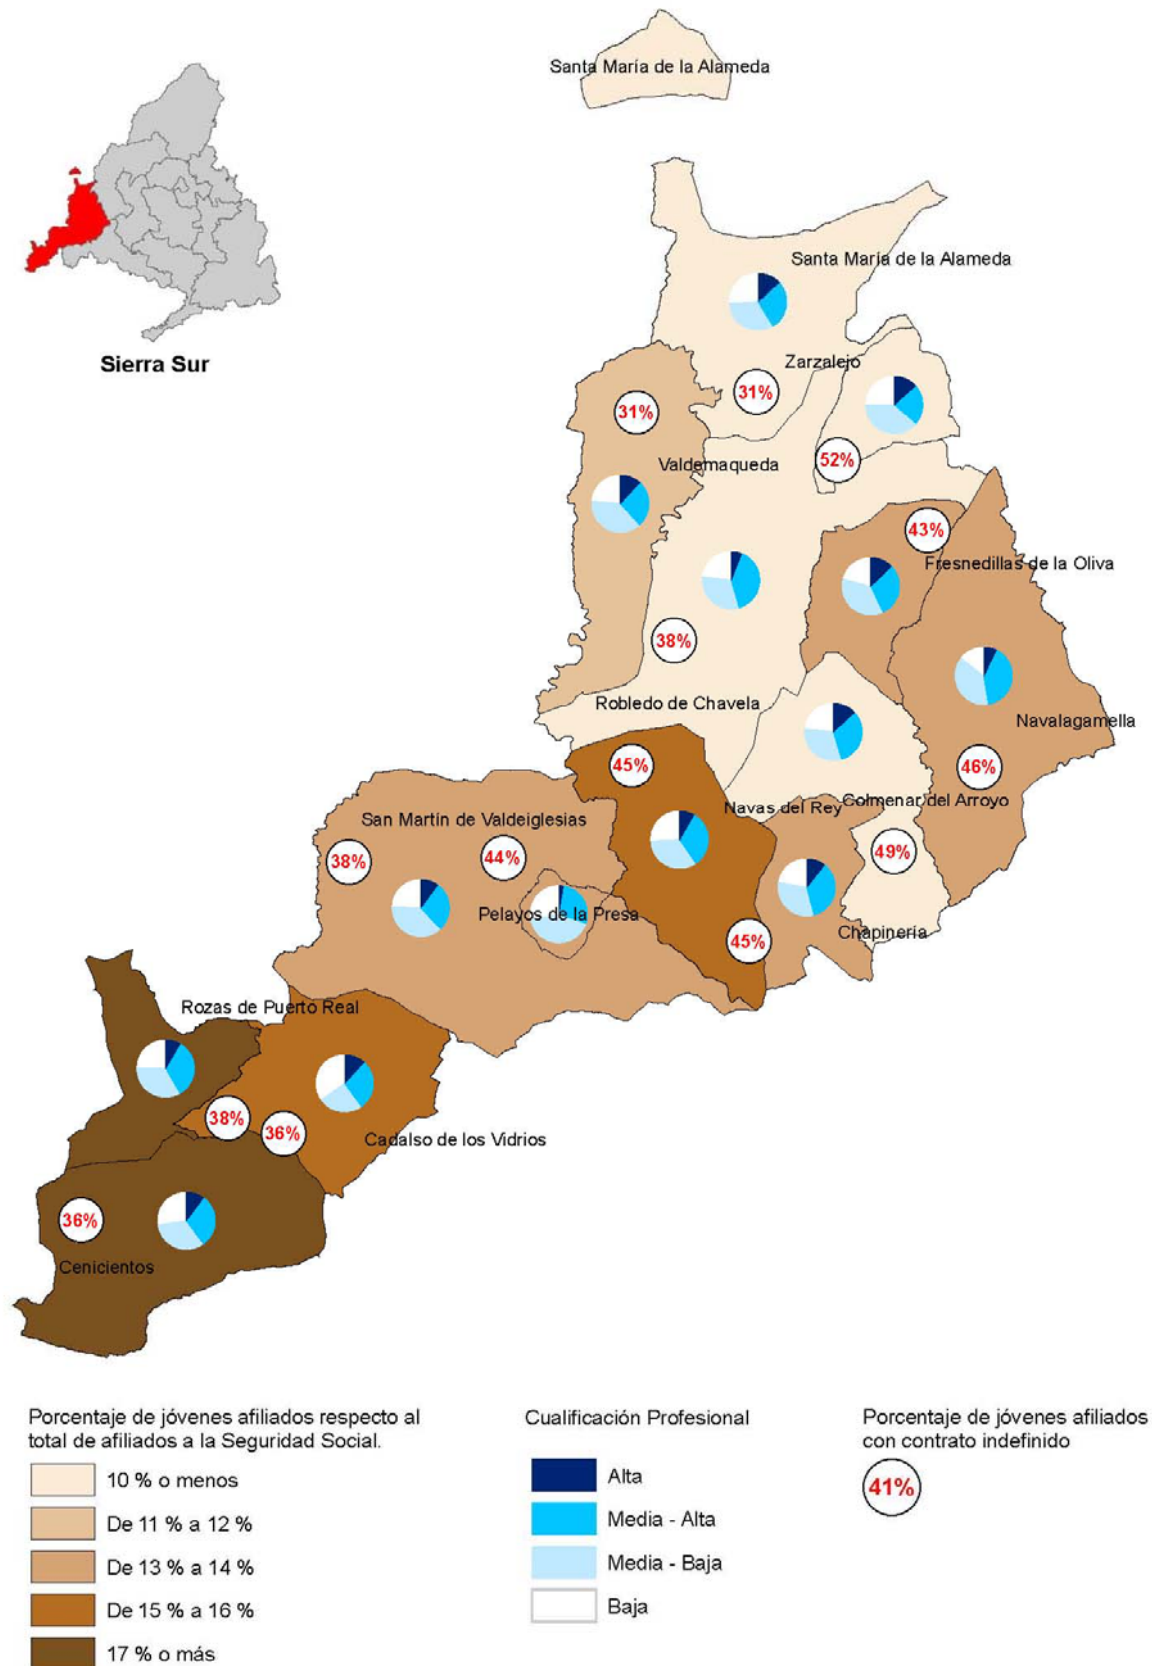 Santa María de la Alameda
Sierra Sur
Santa María de la Alameda
Zarzalejo
31%
31%
Valdemaqueda
52%
43%
Fresnedillas de la Oliva
38%
Robledo de Chavela
Navalagamella
45%
46%
Navas del Rey
Colmenar del Arroyo
San Martín de Valdeiglesias
38%
44%
49%
Pelayos de la Presa
Chapinería
45%
Rozas de Puerto Real
38%
36%
Cadalso de los Vidrios
36%
Cenicientos
Porcentaje de jóvenes afiliados respecto al
total de afiliados a la Seguridad Social.
10 % o menos
De 11 % a 12 %
De 13 % a 14 %
De 15 % a 16 %
17 % o más
Cualificación Profesional
Alta
Media - Alta
Media - Baja
Baja
Porcentaje de jóvenes afiliados
con contrato indefinido
41%